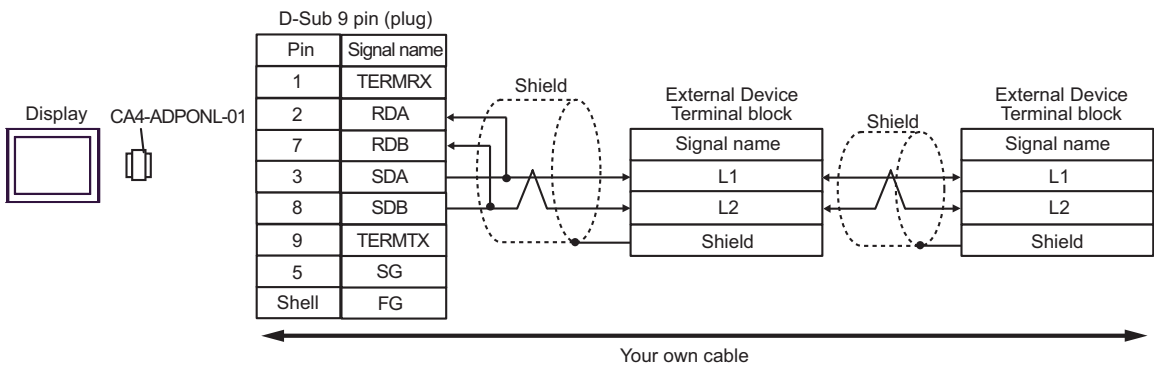 D-Sub 9 pin (plug)
Pin Signal name
1 TERMRX
2 RDA
7 RDB
3 SDA
8 SDB
9 TERMTX
5 SG
Shell FG
Display
CA4-ADPONL-01
Shield
External Device
Terminal block
Signal name
L1
L2
Shield
Shield
External Device
Terminal block
Signal name
L1
L2
Shield
Your own cable